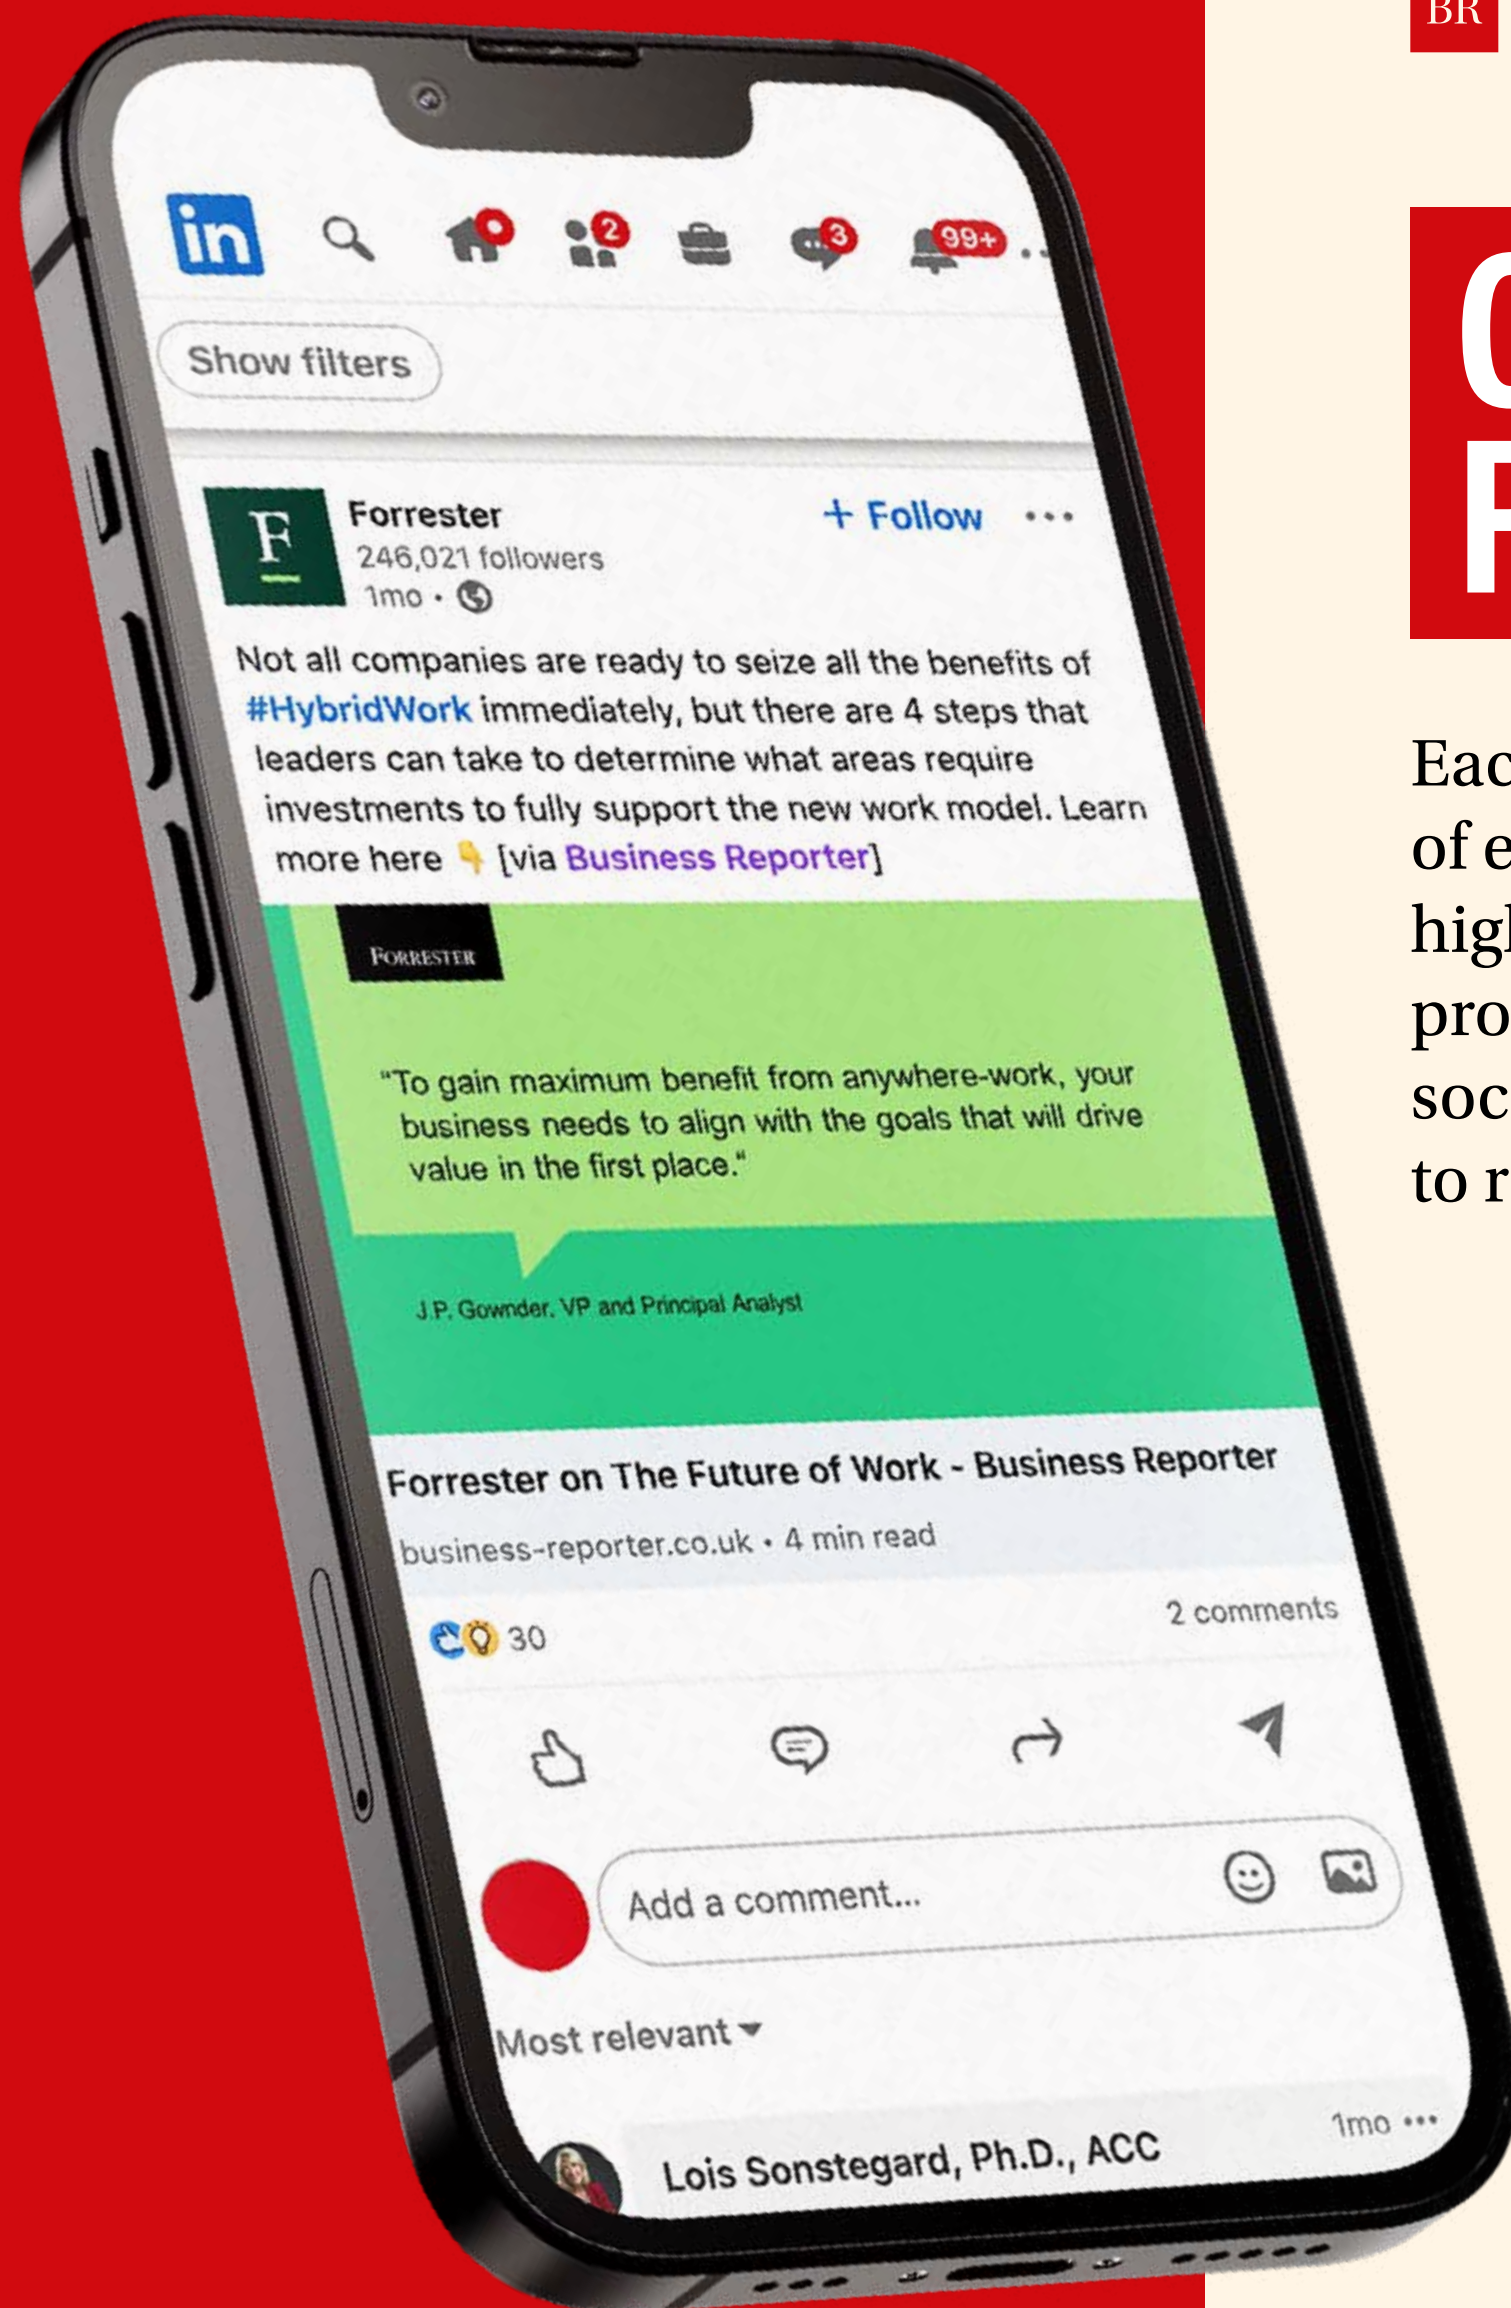 BR
in
2
3
99+
Show filters
F
Forrester
+ Follow
246,021 followers
1mo •
Not all companies are ready to seize all the benefits of
#HybridWork immediately, but there are 4 steps that
leaders can take to determine what areas require
investments to fully support the new work model. Learn
more here 👇 [via Business Reporter]
FORRESTER
"To gain maximum benefit from anywhere-work, your
business needs to align with the goals that will drive
value in the first place."
J.P. Gownder, VP and Principal Analyst
Forrester on The Future of Work - Business Reporter
business-reporter.co.uk • 4 min read
30
2 comments
Add a comment...
Most relevant
Lois Sonstegard, Ph.D., ACC
1mo
of
to